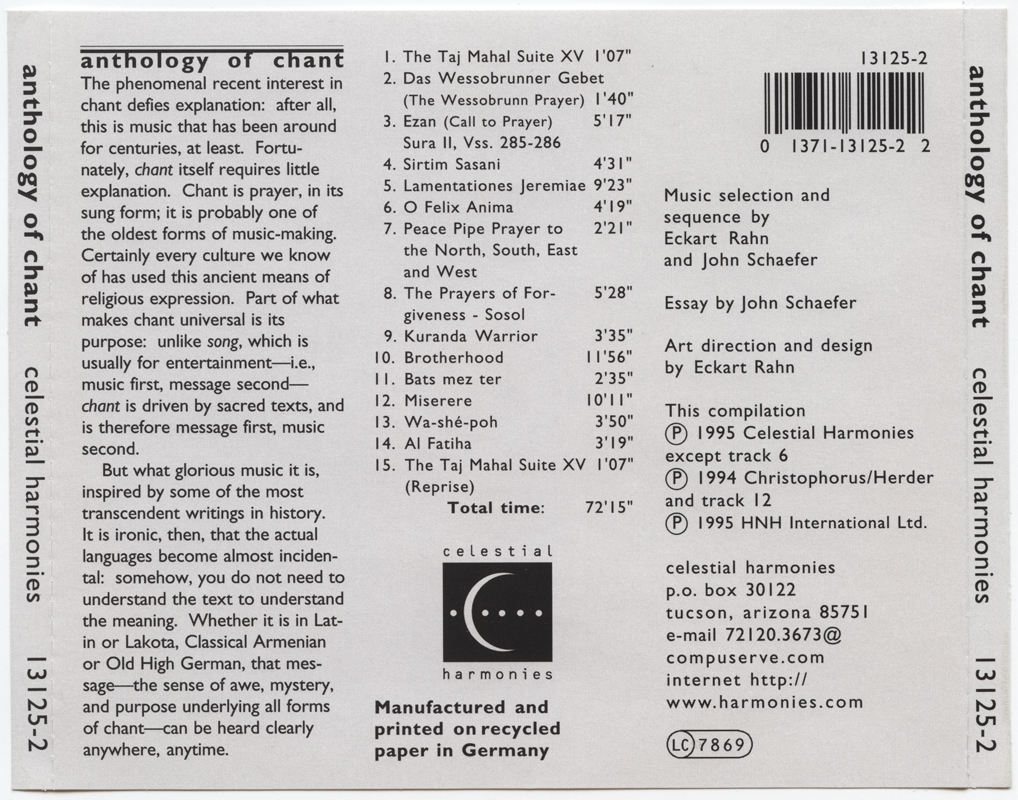 anthology of chant celestial harmonies 13125-2
anthology of chant
The phenomenal recent interest in
chant defies explanation: after all,
this is music that has been around
for centuries, at least. Fortu-
nately, chant itself requires little
explanation. Chant is prayer, in its
sung form; it is probably one of
the oldest forms of music-making.
Certainly every culture we know
of has used this ancient means of
religious expression. Part of what
makes chant universal is its
purpose: unlike song, which is
usually for entertainment—i.e.,
music first, message second—
chant is driven by sacred texts, and
is therefore message first, music
second.
But what glorious music it is,
inspired by some of the most
transcendent writings in history.
It is ironic, then, that the actual
languages become almost inciden-
tal: somehow, you do not need to
understand the text to understand
the meaning. Whether it is in Lat-
in or Lakota, Classical Armenian
or Old High German, that mes-
sage—the sense of awe, mystery,
and purpose underlying all forms
of chant—can be heard clearly
anywhere, anytime.
1. The Taj Mahal Suite XV 1'07"
2. Das Wessobrunner Gebet
(The Wessobrunn Prayer) 1'40"
3. Ezan (Call to Prayer) 5'17"
Sura II, Vss. 285-286
4. Sirtim Sasani 4'31"
5. Lamentationes Jeremiae 9'23"
6. O Felix Anima 4'19"
7. Peace Pipe Prayer to 2'21"
the North, South, East
and West
8. The Prayers of For- 5'28"
giveness - Sosol
9. Kuranda Warrior 3'35"
10. Brotherhood 11'56"
11. Bats mez ter 2'35"
12. Miserere 10'11"
13. Wa-shé-poh 3'50"
14. Al Fatiha 3'19"
15. The Taj Mahal Suite XV 1'07"
(Reprise)
Total time: 72'15"
celestial
harmonies
Manufactured and
printed on recycled
paper in Germany
13125-2
0 1371-13125-2 2
Music selection and
sequence by
Eckart Rahn
and John Schaefer
Essay by John Schaefer
Art direction and design
by Eckart Rahn
This compilation
Ⓟ 1995 Celestial Harmonies
except track 6
Ⓟ 1994 Christophorus/Herder
and track 12
Ⓟ 1995 HNH International Ltd.
celestial harmonies
p.o. box 30122
tucson, arizona 85751
e-mail 72120.3673@
compuserve.com
internet http://
www.harmonies.com
LC 7869
anthology of chant celestial harmonies 13125-2